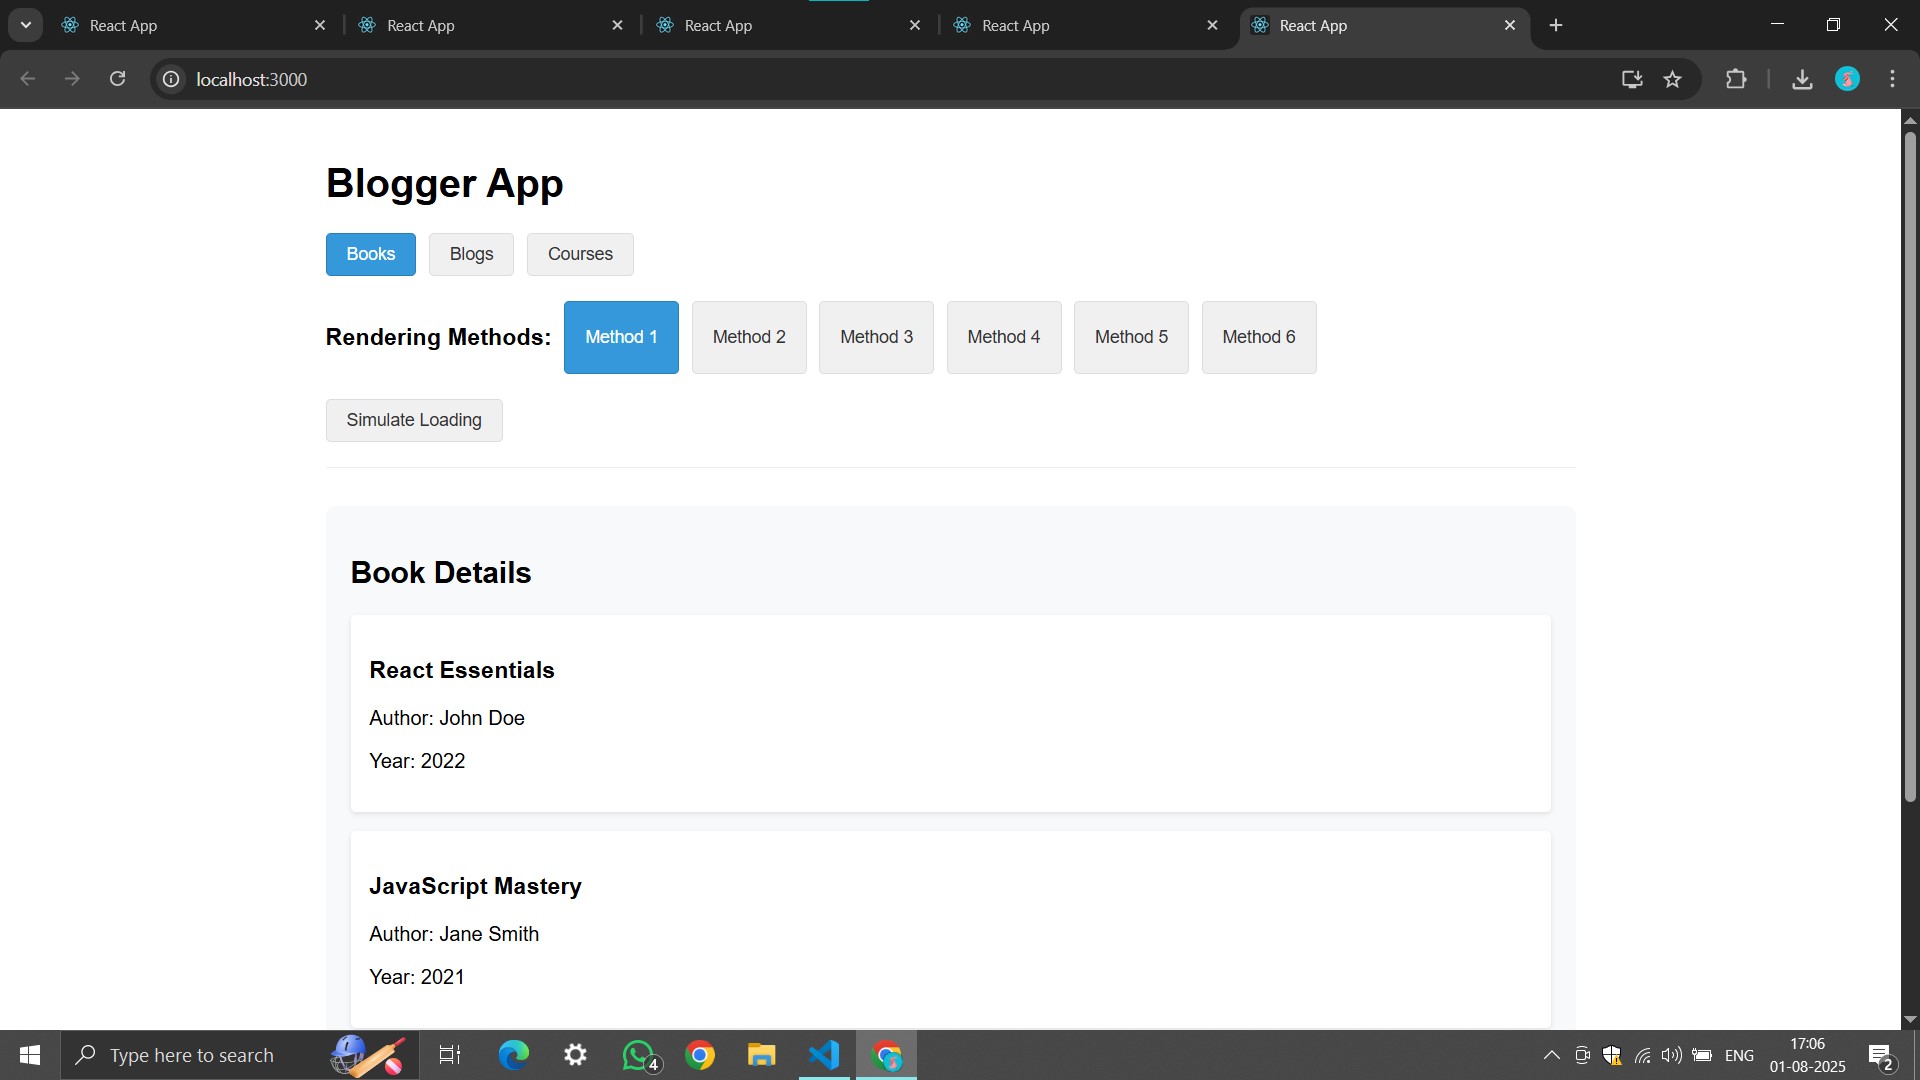 React App React App React App React App React App
localhost:3000
Blogger App
Books Blogs Courses
Rendering Methods: Method 1 Method 2 Method 3 Method 4 Method 5 Method 6
Simulate Loading
Book Details
React Essentials
Author: John Doe
Year: 2022
JavaScript Mastery
Author: Jane Smith
Year: 2021
Type here to search
4
ENG
17:06
01-08-2025
2